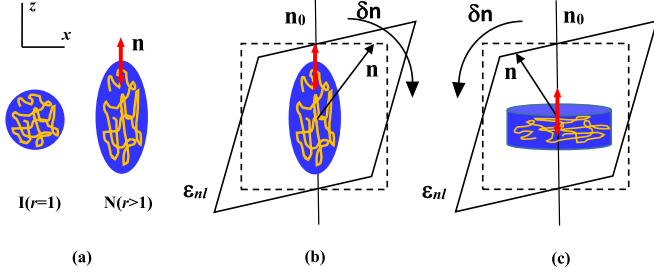 z
x
n
I(r=1)
N(r>1)
(a)
n₀
δn
n
εnl
(b)
δn
n₀
n
εnl
(c)